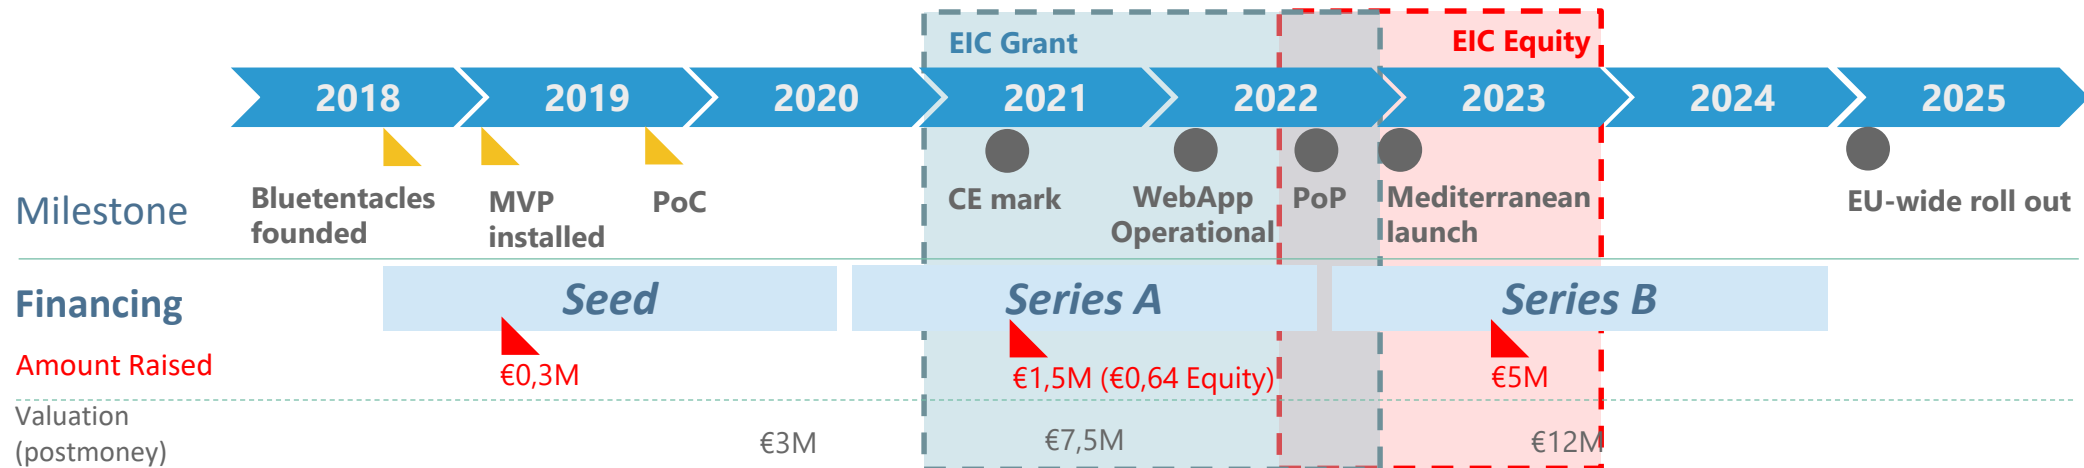 EIC Grant
EIC Equity
2018 2019 2020 2021 2022 2023 2024 2025
Milestone
Bluetentacles
founded
MVP
installed
PoC
CE mark
WebApp
Operational
PoP
Mediterranean
launch
EU-wide roll out
Financing
Seed
Series A
Series B
Amount Raised
€0,3M
€1,5M (€0,64 Equity)
€5M
Valuation
(postmoney)
€3M
€7,5M
€12M